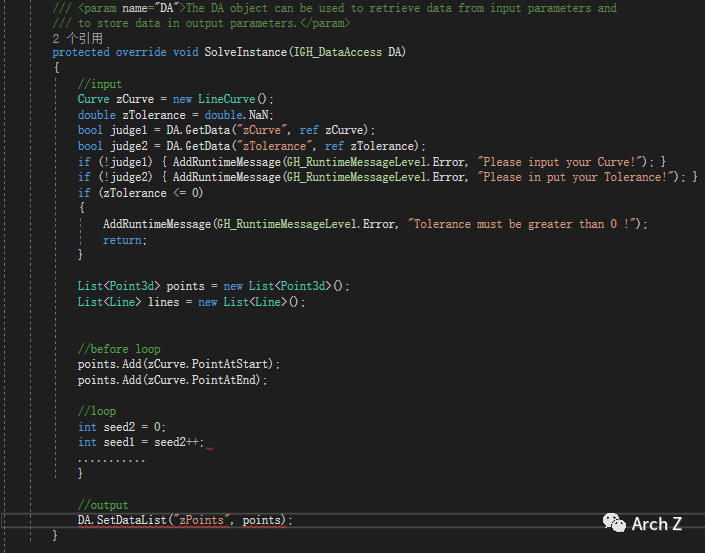 /// <param name="DA">The DA object can be used to retrieve data from input parameters and
/// to store data in output parameters.</param>
2 个引用
protected override void SolveInstance(IGH_DataAccess DA)
{
//input
Curve zCurve = new LineCurve();
double zTolerance = double.NaN;
bool judge1 = DA.GetData("zCurve", ref zCurve);
bool judge2 = DA.GetData("zTolerance", ref zTolerance);
if (!judge1) { AddRuntimeMessage(GH_RuntimeMessageLevel.Error, "Please input your Curve!"); }
if (!judge2) { AddRuntimeMessage(GH_RuntimeMessageLevel.Error, "Please in put your Tolerance!"); }
if (zTolerance <= 0)
{
AddRuntimeMessage(GH_RuntimeMessageLevel.Error, "Tolerance must be greater than 0 !");
return;
}
List<Point3d> points = new List<Point3d>();
List<Line> lines = new List<Line>();
//before loop
points.Add(zCurve.PointAtStart);
points.Add(zCurve.PointAtEnd);
//loop
int seed2 = 0;
int seed1 = seed2++;
...........
}
//output
DA.SetDataList("zPoints", points);
}
Arch Z